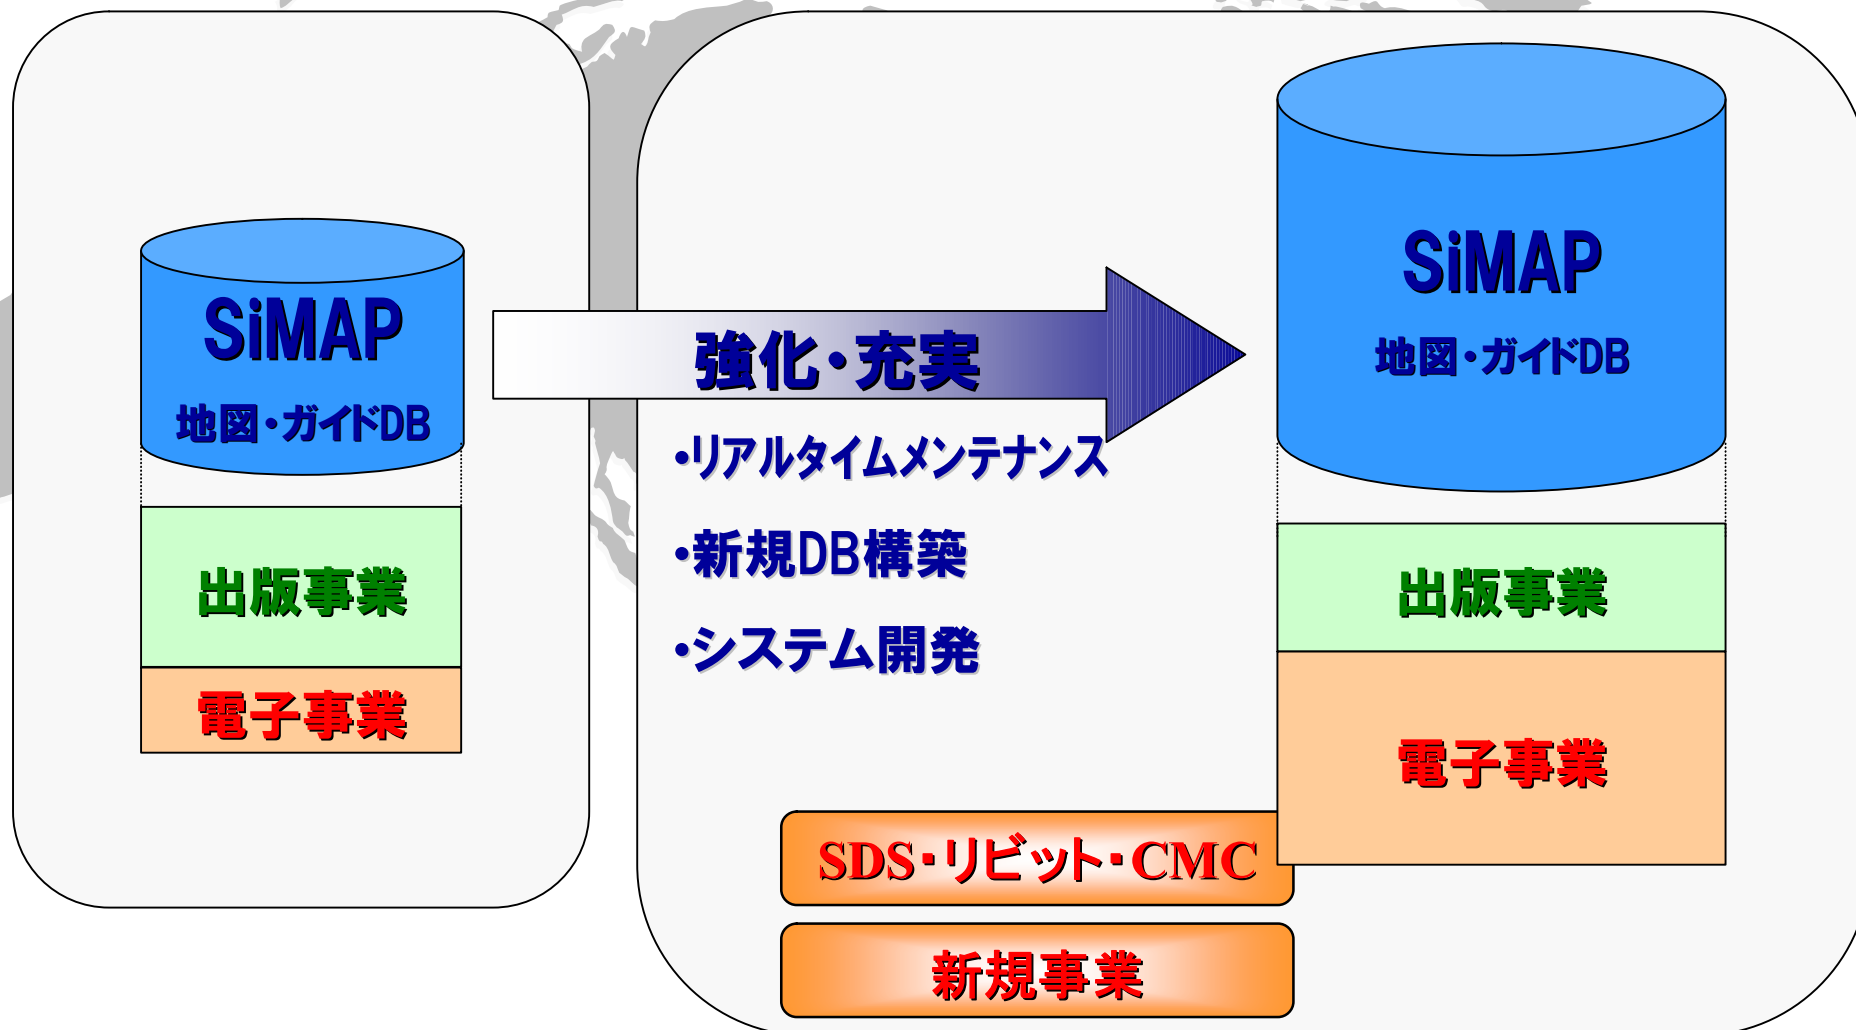 SiMAP
地図・ガイドDB
出版事業
電子事業
強化・充実
・リアルタイムメンテナンス
・新規DB構築
・システム開発
SDS・リビット・CMC
新規事業
SiMAP
地図・ガイドDB
出版事業
電子事業